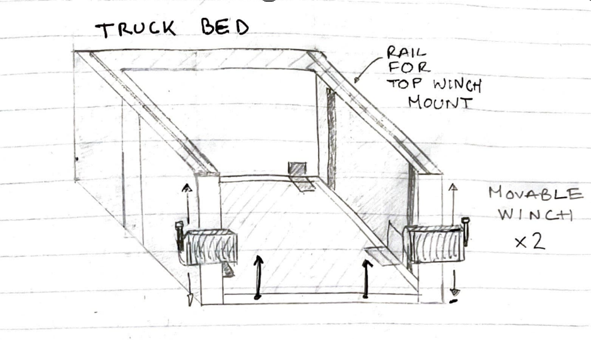 TRUCK BED
RAIL
FOR
TOP WINCH
MOUNT
MOVABLE
WINCH
x2